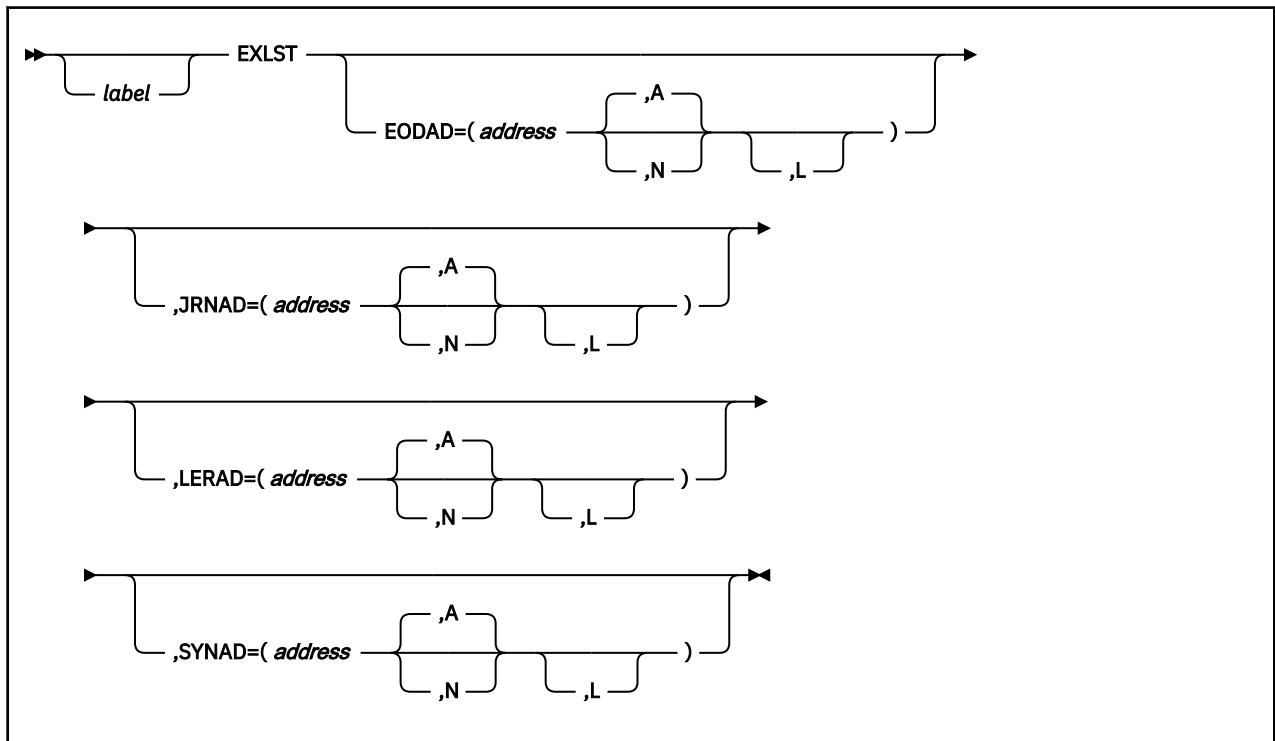 EXLST
label
,A
EODAD=( address )
,N ,L
,A
,JRNAD=( address )
,N ,L
,A
,LERAD=( address )
,N ,L
,A
,SYNAD=( address )
,N ,L